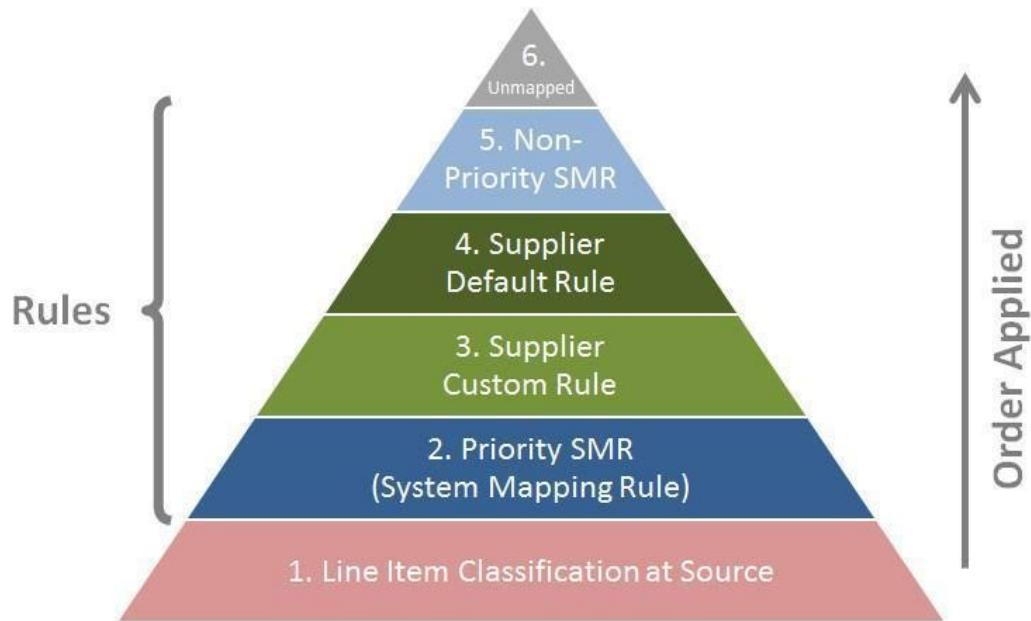 6.
Unmapped
5. Non-
Priority SMR
4. Supplier
Default Rule
3. Supplier
Custom Rule
2. Priority SMR
(System Mapping Rule)
1. Line Item Classification at Source
Rules
Order Applied